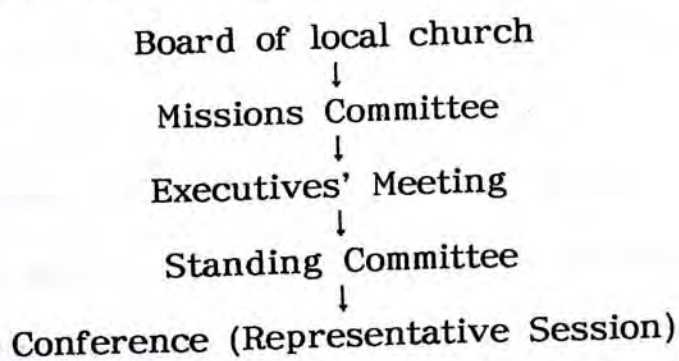 Board of local church
↓
Missions Committee
↓
Executives' Meeting
↓
Standing Committee
↓
Conference (Representative Session)